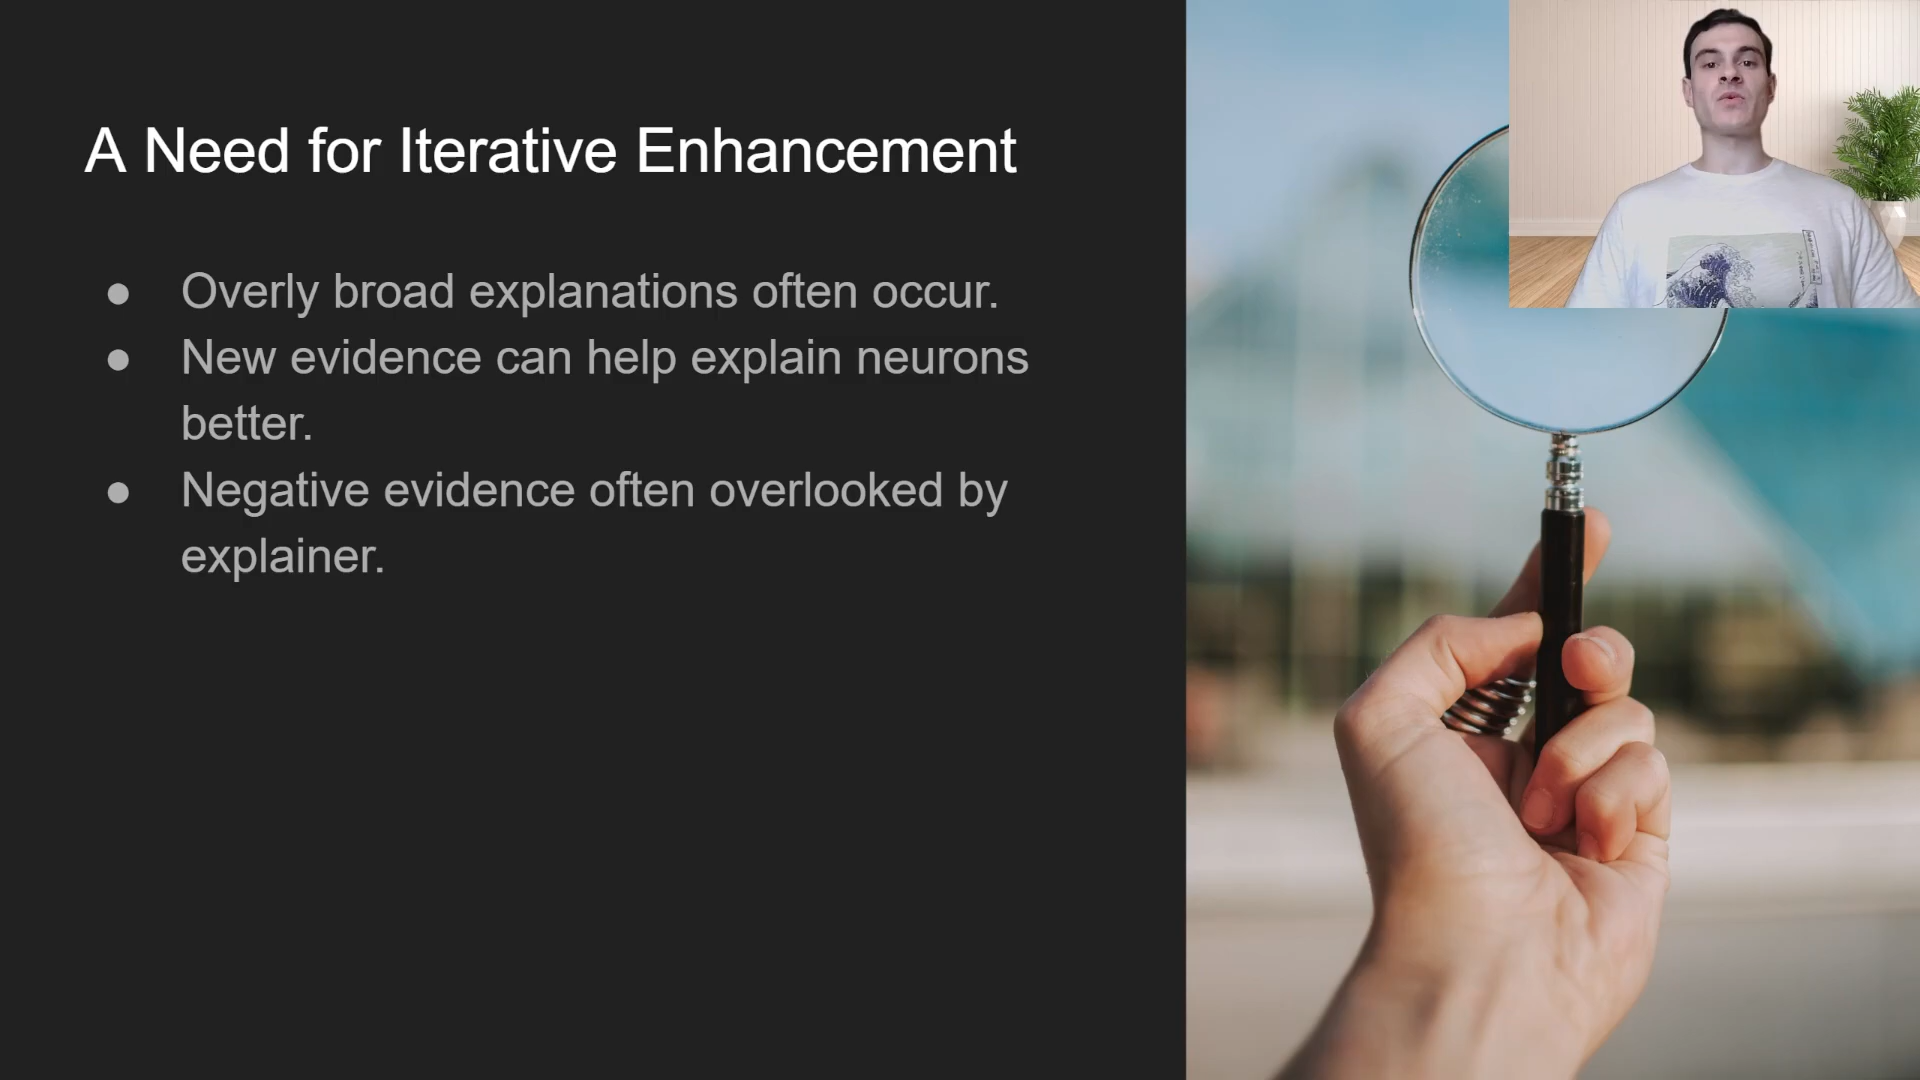 A Need for Iterative Enhancement
● Overly broad explanations often occur.
● New evidence can help explain neurons
better.
● Negative evidence often overlooked by
explainer.